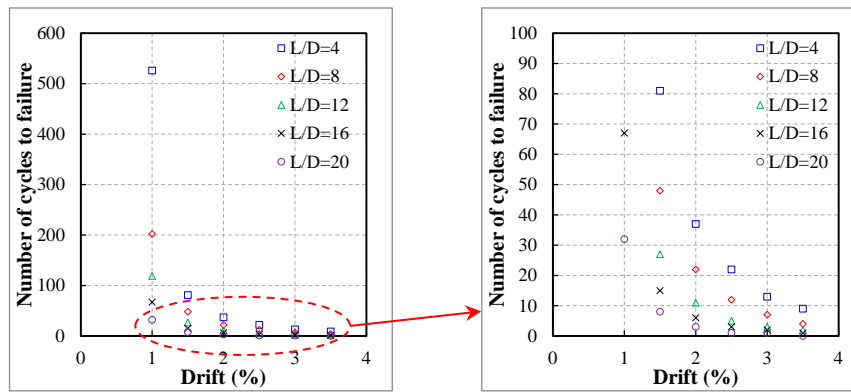 600
500
400
300
200
100
0
0 1 2 3 4
Number of cycles to failure
Drift (%)
L/D=4
L/D=8
L/D=12
L/D=16
L/D=20
100
90
80
70
60
50
40
30
20
10
0
0 1 2 3 4
Number of cycles to failure
Drift (%)
L/D=4
L/D=8
L/D=12
L/D=16
L/D=20